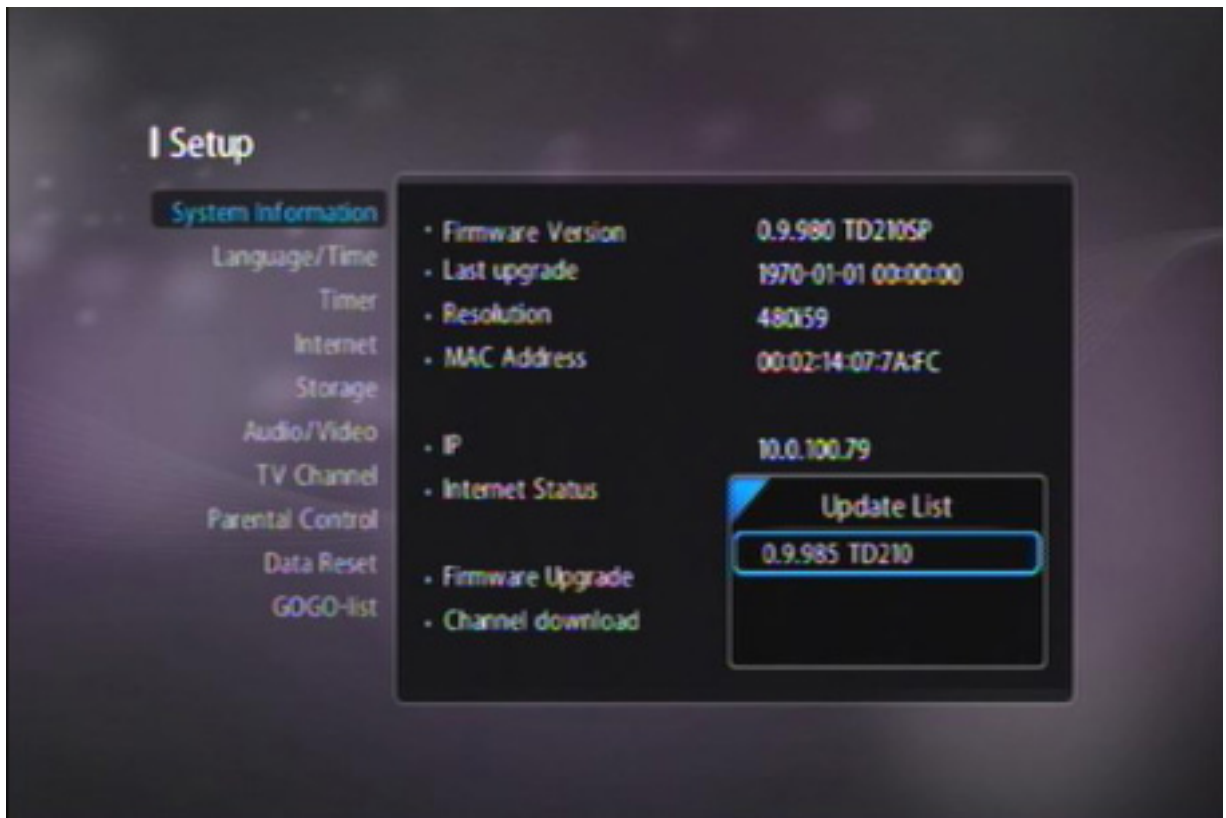 Setup
System Information
Language/Time
Timer
Internet
Storage
Audio/Video
TV Channel
Parental Control
Data Reset
GOGO-list
• Firmware Version 0.9.980 TD210SP
• Last upgrade 1970-01-01 00:00:00
• Resolution 480i59
• MAC Address 00:02:14:07:7A:FC
• IP 10.0.100.79
• Internet Status
• Firmware Upgrade
• Channel download
Update List
0.9.985 TD210